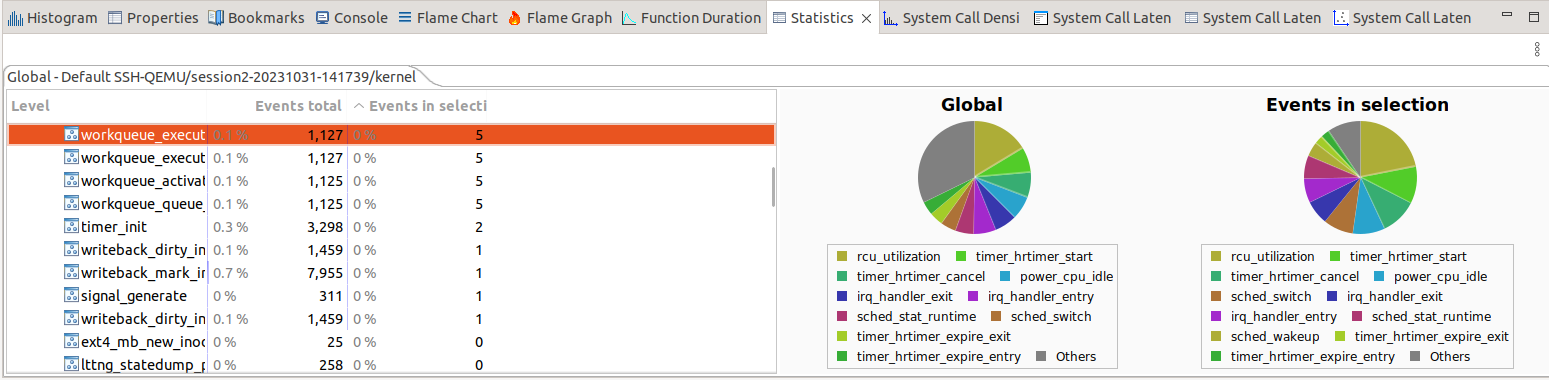 Histogram Properties Bookmarks Console Flame Chart Flame Graph Function Duration Statistics System Call Densi System Call Laten System Call Laten System Call Laten
Global - Default SSH-QEMU/session2-20231031-141739/kernel
Level Events total Events in selecti
workqueue_execut 0.1 % 1,127 0 % 5
workqueue_execut 0.1 % 1,127 0 % 5
workqueue_activat 0.1 % 1,125 0 % 5
workqueue_queue_ 0.1 % 1,125 0 % 5
timer_init 0.3 % 3,298 0 % 2
writeback_dirty_in 0.1 % 1,459 0 % 1
writeback_mark_in 0.7 % 7,955 0 % 1
signal_generate 0 % 311 0 % 1
writeback_dirty_in 0.1 % 1,459 0 % 1
ext4_mb_new_inod 0 % 25 0 % 0
lttng_statedump_p 0 % 258 0 % 0
Global
rcu_utilization timer_hrtimer_start
timer_hrtimer_cancel power_cpu_idle
irq_handler_exit irq_handler_entry
sched_stat_runtime sched_switch
timer_hrtimer_expire_exit
timer_hrtimer_expire_entry Others
Events in selection
rcu_utilization timer_hrtimer_start
timer_hrtimer_cancel power_cpu_idle
sched_switch irq_handler_exit
irq_handler_entry sched_stat_runtime
sched_wakeup timer_hrtimer_expire_exit
timer_hrtimer_expire_entry Others